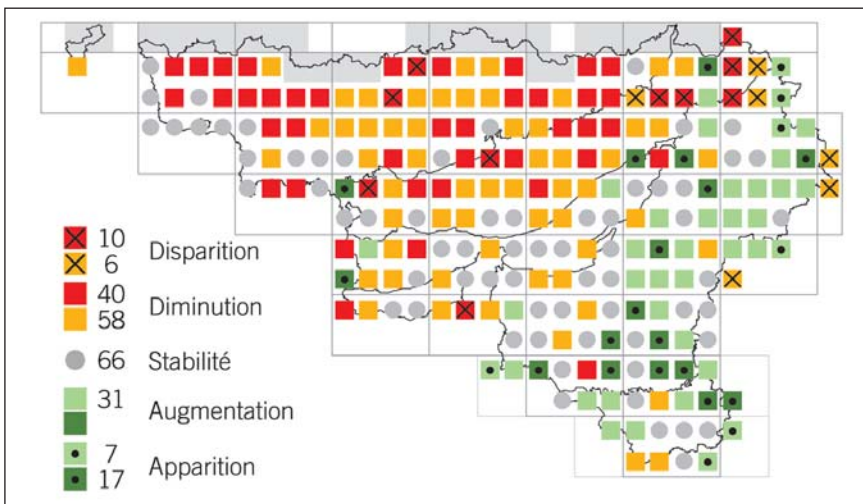 10
Disparition
6
40
Diminution
58
66 Stabilité
31
Augmentation
7
Apparition
17